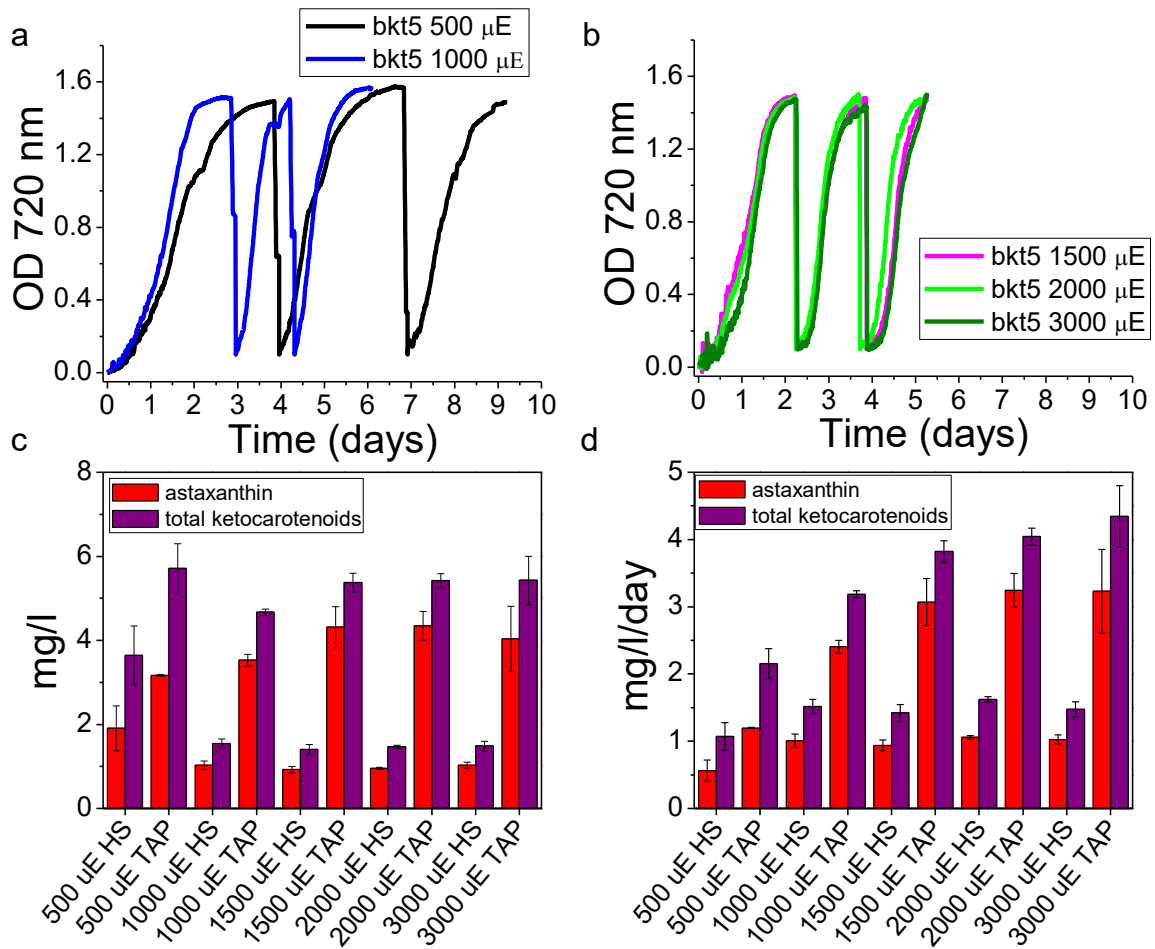 a
bkt5 500 μE
bkt5 1000 μE
OD 720 nm
1.6
1.2
0.8
0.4
0.0
0 1 2 3 4 5 6 7 8 9 10
Time (days)
b
bkt5 1500 μE
bkt5 2000 μE
bkt5 3000 μE
OD 720 nm
1.6
1.2
0.8
0.4
0.0
0 1 2 3 4 5 6 7 8 9 10
Time (days)
c
astaxanthin
total ketocarotenoids
mg/l
8
6
4
2
0
500 uE HS
500 uE TAP
1000 uE HS
1000 uE TAP
1500 uE HS
1500 uE TAP
2000 uE HS
2000 uE TAP
3000 uE HS
3000 uE TAP
d
astaxanthin
total ketocarotenoids
mg/l/day
5
4
3
2
1
0
500 uE HS
500 uE TAP
1000 uE HS
1000 uE TAP
1500 uE HS
1500 uE TAP
2000 uE HS
2000 uE TAP
3000 uE HS
3000 uE TAP